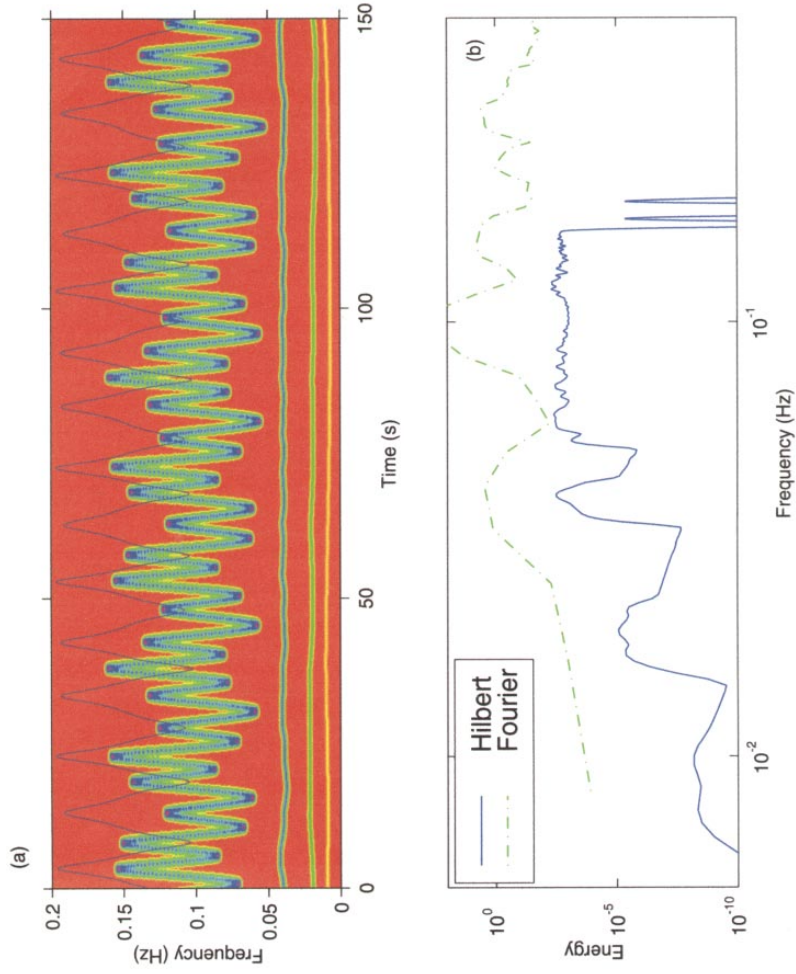 (a)
Frequency (Hz)
0.2
0.15
0.1
0.05
0
0
50
100
150
Time (s)
(b)
Hilbert
Fourier
Energy
10^0
10^-5
10^-10
10^-2
10^-1
Frequency (Hz)